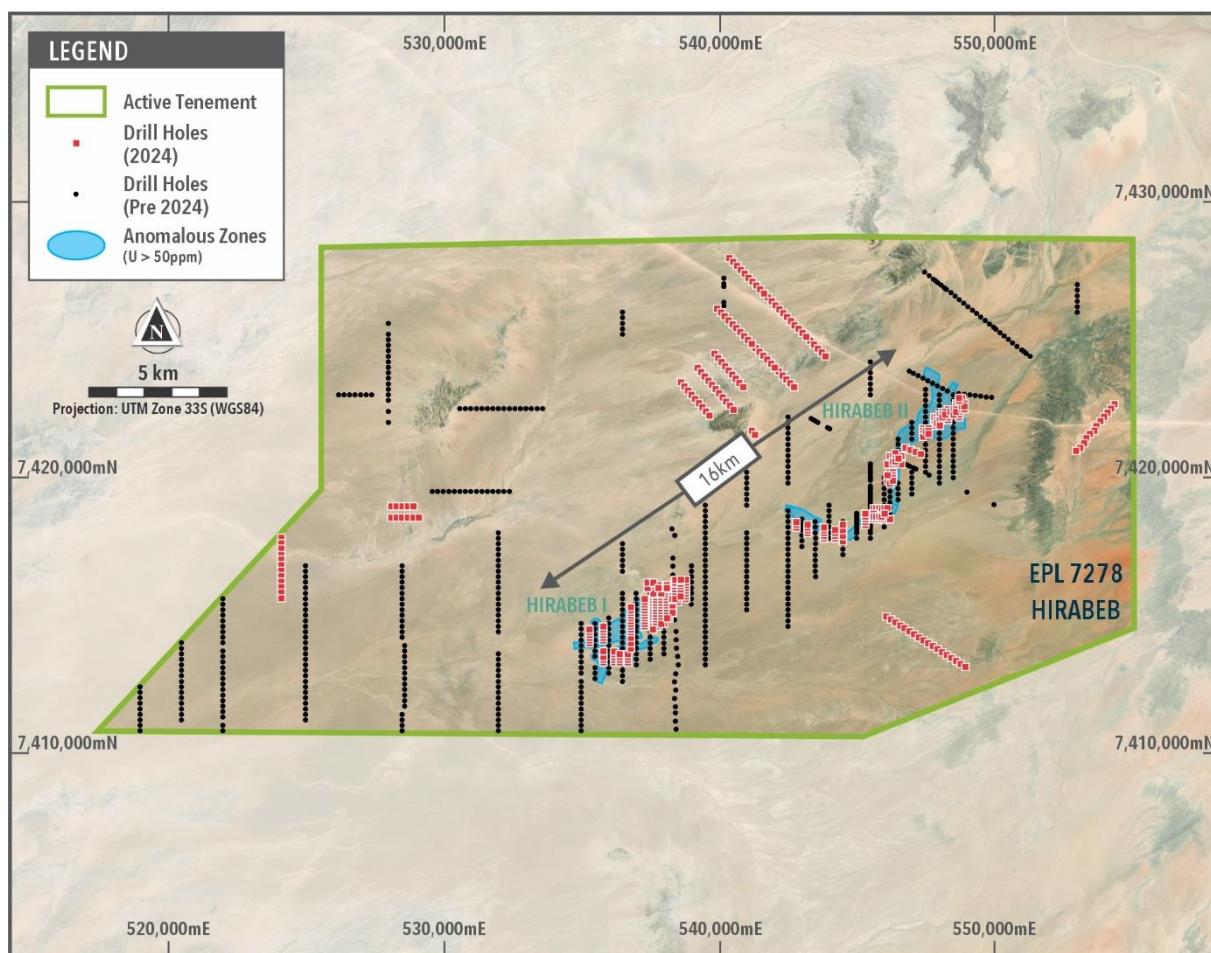 530,000mE
540,000mE
550,000mE
LEGEND
Active Tenement
Drill Holes
(2024)
Drill Holes
(Pre 2024)
Anomalous Zones
(U > 50ppm)
7,430,000mN
N
5 km
Projection: UTM Zone 33S (WGS84)
HIRABEB II
16km
7,420,000mN
7,420,000mN
EPL 7278
HIRABEB
HIRABEB I
7,410,000mN
7,410,000mN
520,000mE
530,000mE
540,000mE
550,000mE